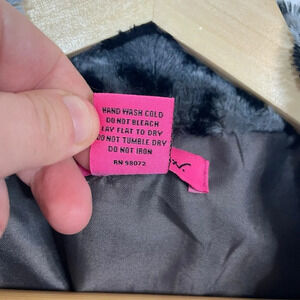 HAND WASH COLD
DO NOT BLEACH
LAY FLAT TO DRY
DO NOT TUMBLE DRY
DO NOT IRON
RN 98072